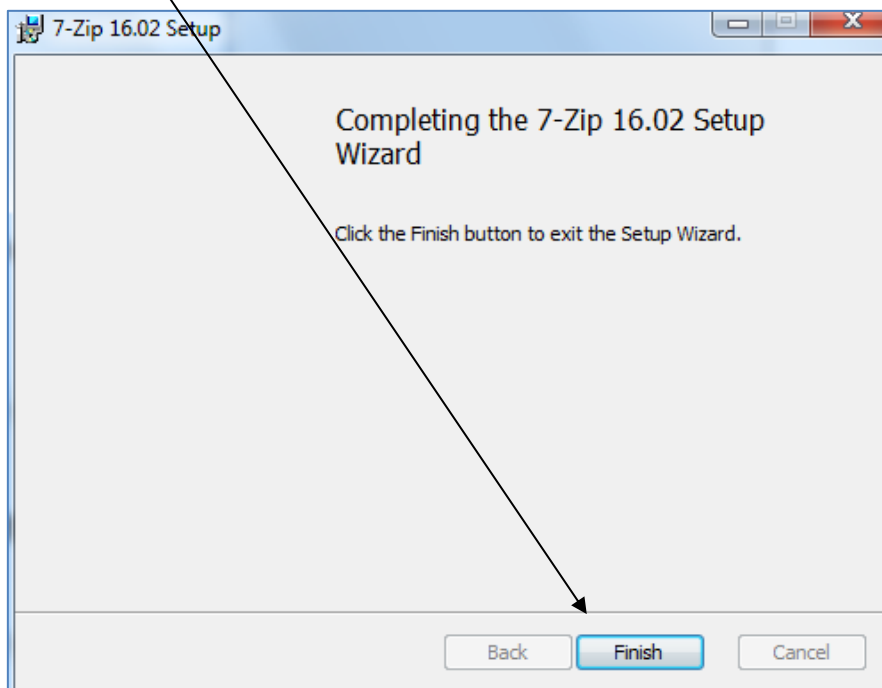 7-Zip 16.02 Setup
Completing the 7-Zip 16.02 Setup
Wizard
Click the Finish button to exit the Setup Wizard.
Back Finish Cancel